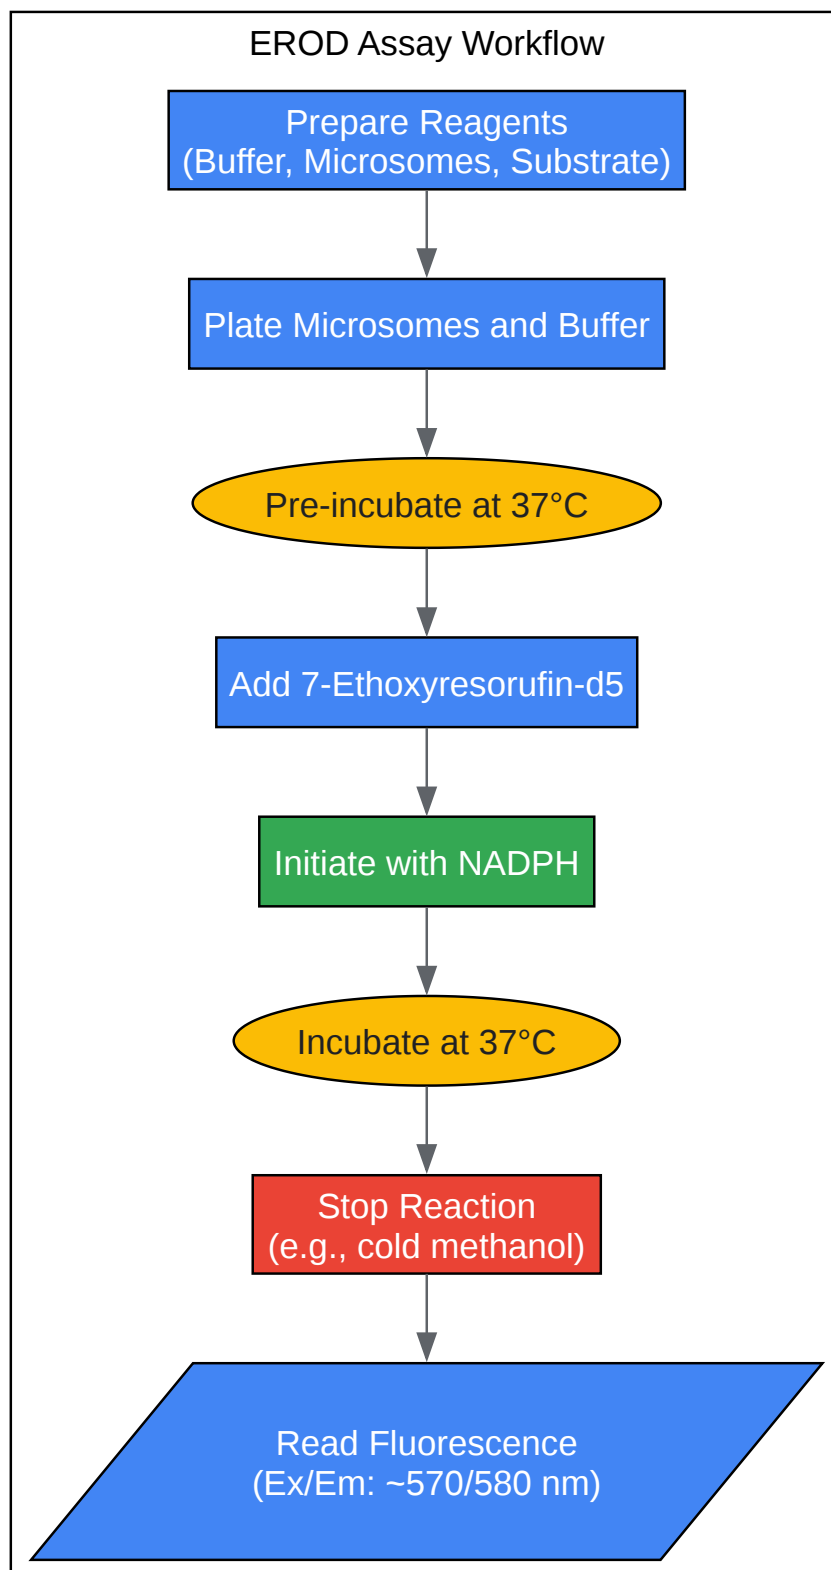 EROD Assay Workflow
Prepare Reagents
(Buffer, Microsomes, Substrate)
Plate Microsomes and Buffer
Pre-incubate at 37°C
Add 7-Ethoxyresorufin-d5
Initiate with NADPH
Incubate at 37°C
Stop Reaction
(e.g., cold methanol)
Read Fluorescence
(Ex/Em: ~570/580 nm)